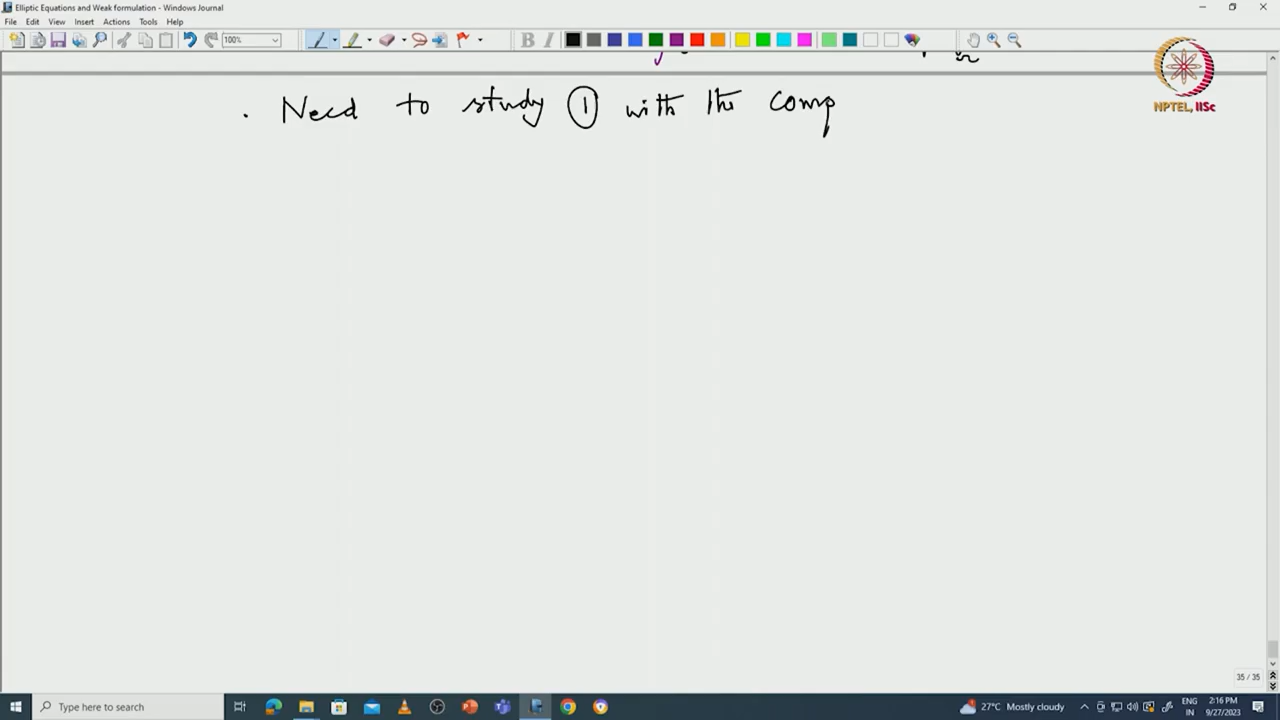 Elliptic Equations and Weak formulation - Windows Journal
File Edit View Insert Actions Tools Help
100%
B I
NPTEL, IISc
. Need to study ① with the comp
35 / 35
Type here to search
27°C Mostly cloudy
ENG
IN
2:16 PM
9/27/2023